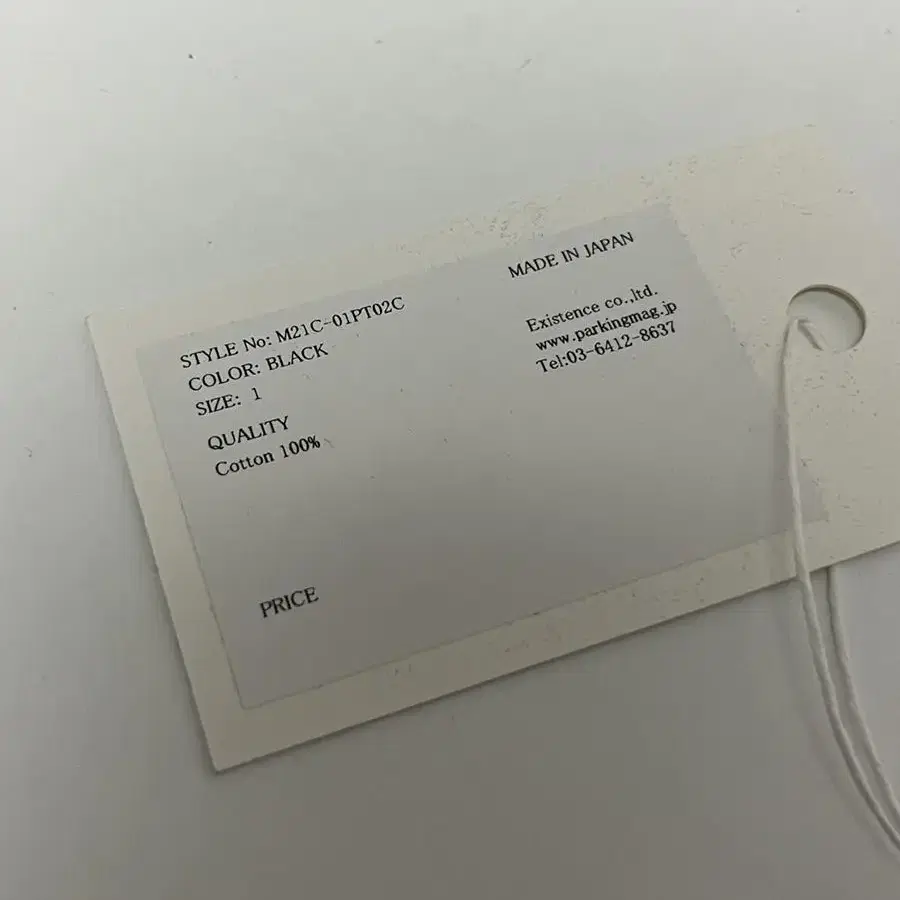 STYLE No: M21C-01PT02C
COLOR: BLACK
SIZE: 1
QUALITY
Cotton 100%
PRICE
MADE IN JAPAN
Existence co.,ltd.
www.parkingmag.jp
Tel:03-6412-8637